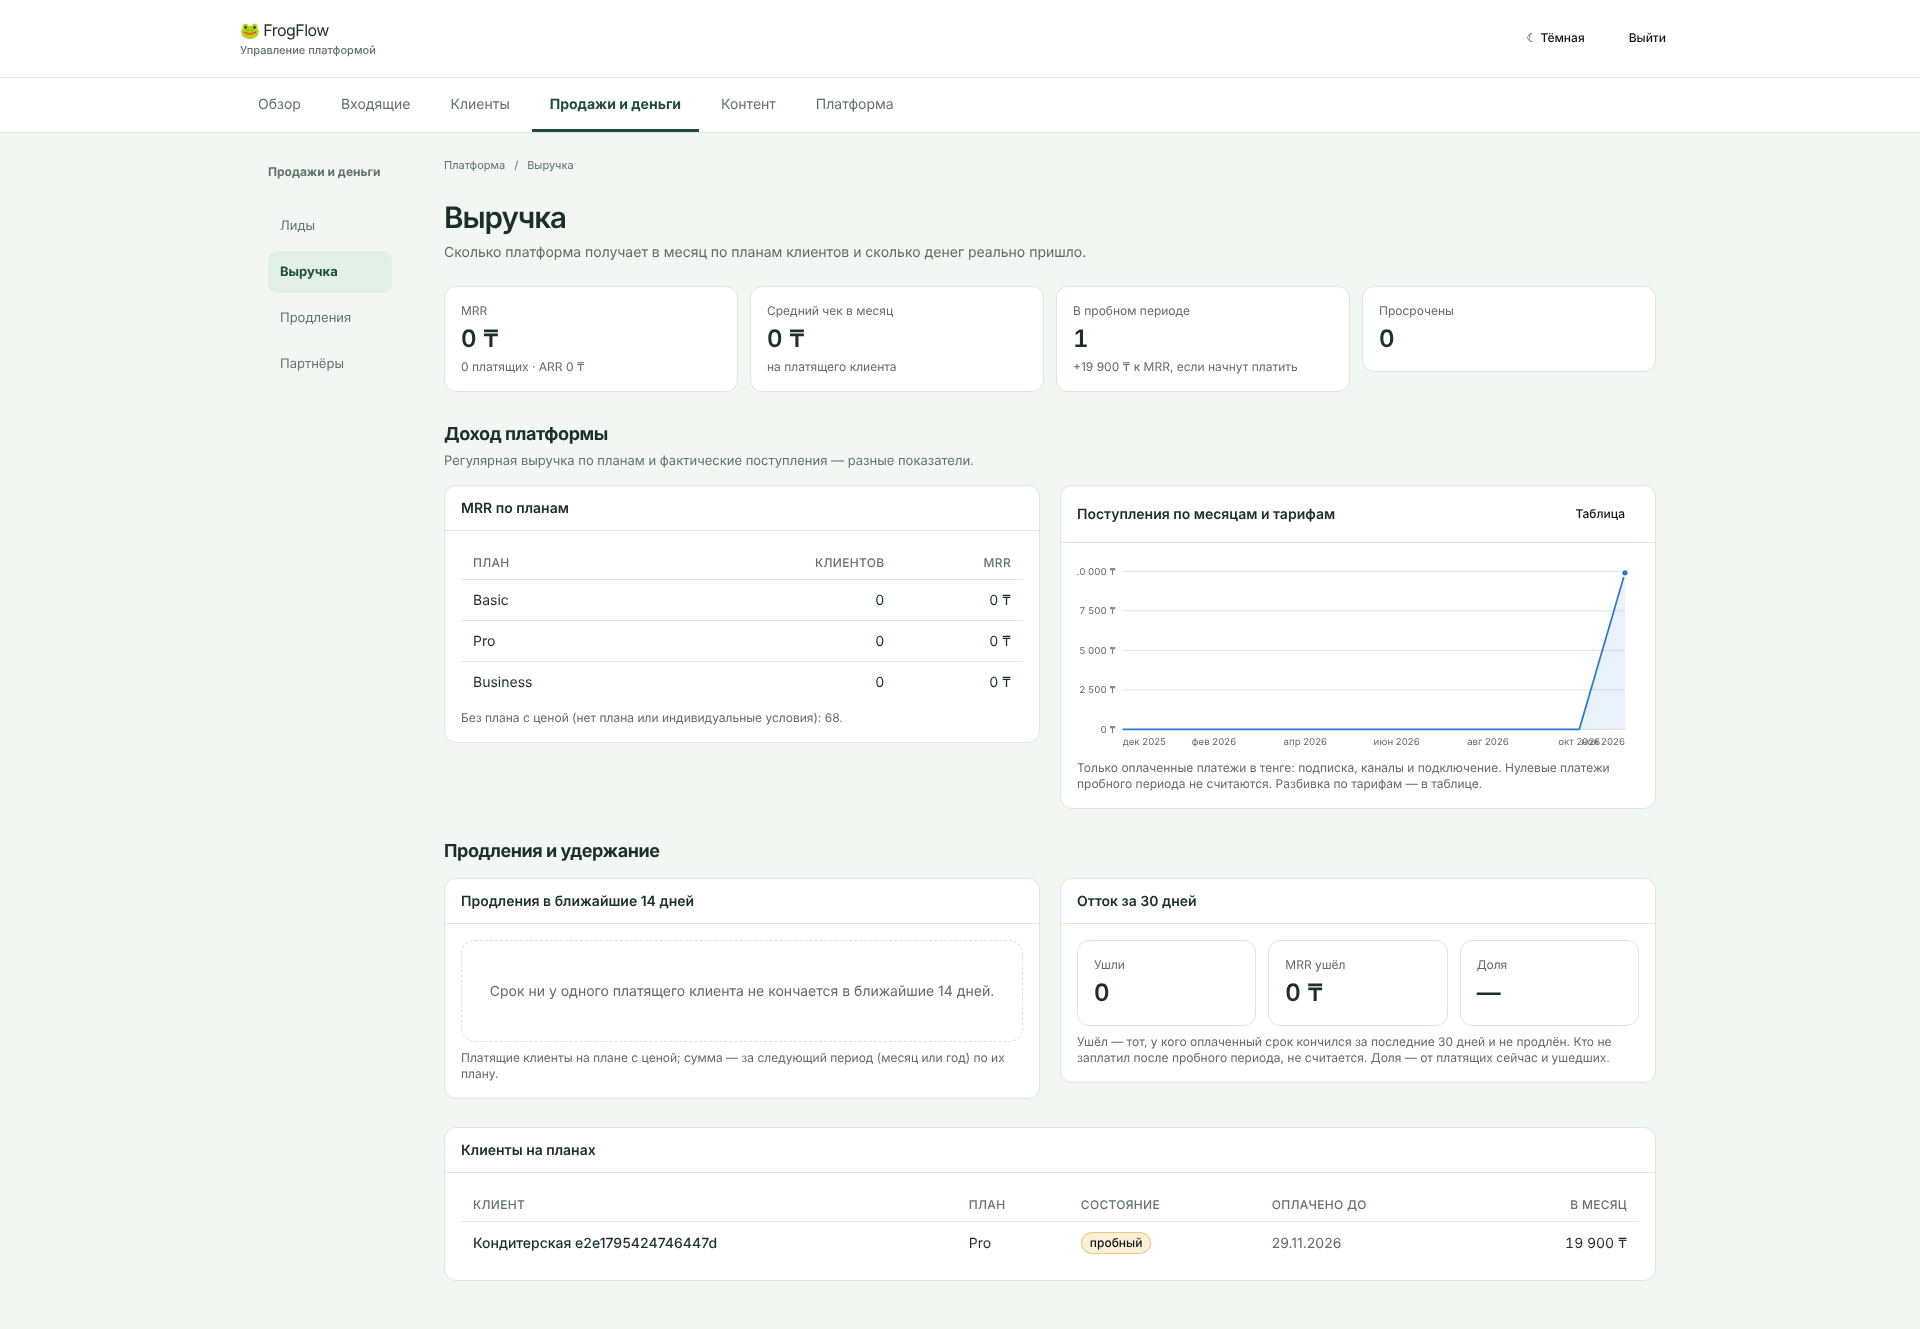 🐸 FrogFlow
Управление платформой
☾ Тёмная
Выйти
Обзор
Входящие
Клиенты
Продажи и деньги
Контент
Платформа
Продажи и деньги
Лиды
Выручка
Продления
Партнёры
Платформа / Выручка
Выручка
Сколько платформа получает в месяц по планам клиентов и сколько денег реально пришло.
MRR
0 ₸
0 платящих · ARR 0 ₸
Средний чек в месяц
0 ₸
на платящего клиента
В пробном периоде
1
+19 900 ₸ к MRR, если начнут платить
Просрочены
0
Доход платформы
Регулярная выручка по планам и фактические поступления — разные показатели.
MRR по планам
ПЛАН КЛИЕНТОВ MRR
Basic 0 0 ₸
Pro 0 0 ₸
Business 0 0 ₸
Без плана с ценой (нет плана или индивидуальные условия): 68.
Поступления по месяцам и тарифам
Таблица
0 000 ₸
7 500 ₸
5 000 ₸
2 500 ₸
0 ₸
дек 2025 фев 2026 апр 2026 июн 2026 авг 2026 окт 2026
Только оплаченные платежи в тенге: подписка, каналы и подключение. Нулевые платежи
пробного периода не считаются. Разбивка по тарифам — в таблице.
Продления и удержание
Продления в ближайшие 14 дней
Срок ни у одного платящего клиента не кончается в ближайшие 14 дней.
Платящие клиенты на плане с ценой; сумма — за следующий период (месяц или год) по их
плану.
Отток за 30 дней
Ушли
0
MRR ушёл
0 ₸
Доля
—
Ушёл — тот, у кого оплаченный срок кончился за последние 30 дней и не продлён. Кто не
заплатил после пробного периода, не считается. Доля — от платящих сейчас и ушедших.
Клиенты на планах
КЛИЕНТ ПЛАН СОСТОЯНИЕ ОПЛАЧЕНО ДО В МЕСЯЦ
Кондитерская e2e1795424746447d Pro пробный 29.11.2026 19 900 ₸